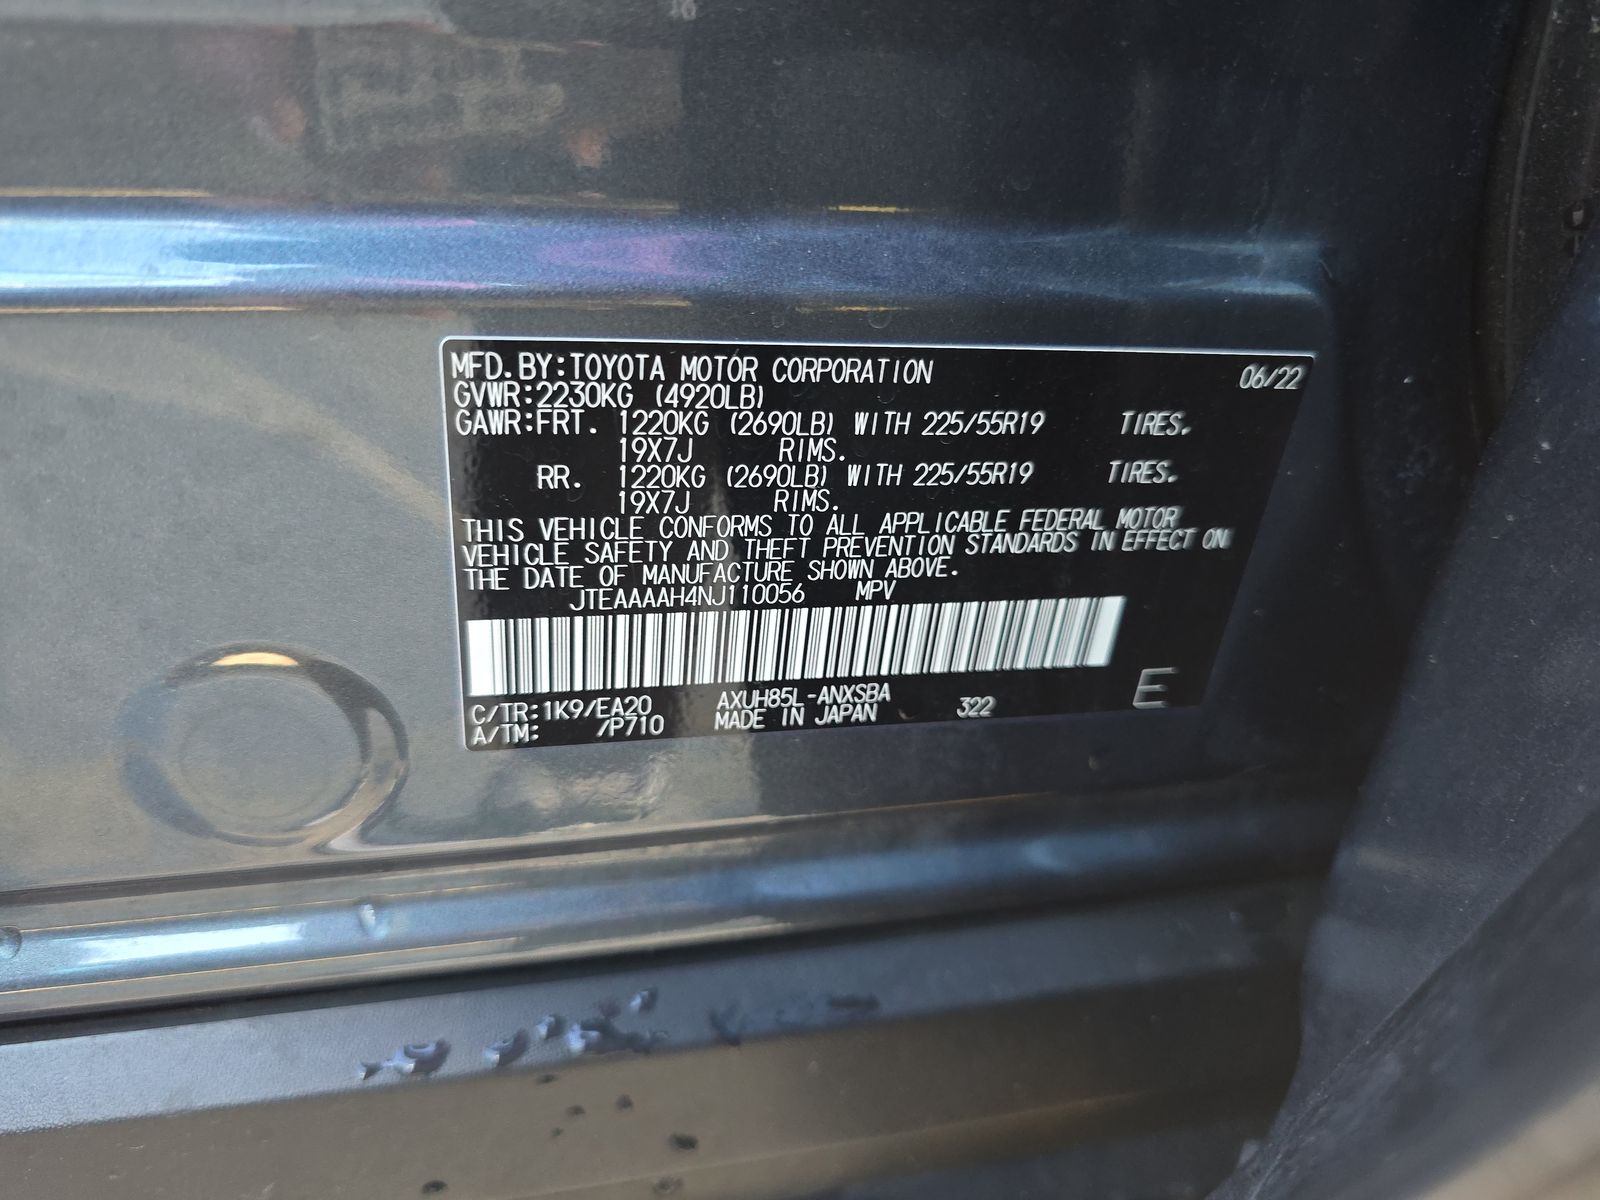 MFD.BY:TOYOTA MOTOR CORPORATION 06/22
GVWR:2230KG (4920LB)
GAWR:FRT. 1220KG (2690LB) WITH 225/55R19 TIRES.
19X7J RIMS.
RR. 1220KG (2690LB) WITH 225/55R19 TIRES.
19X7J RIMS.
THIS VEHICLE CONFORMS TO ALL APPLICABLE FEDERAL MOTOR
VEHICLE SAFETY AND THEFT PREVENTION STANDARDS IN EFFECT ON
THE DATE OF MANUFACTURE SHOWN ABOVE.
JTEAAAAH4NJ110056 MPV
C/TR:1K9/EA20 AXUH85L-ANXSBA 322 E
A/TM: /P710 MADE IN JAPAN